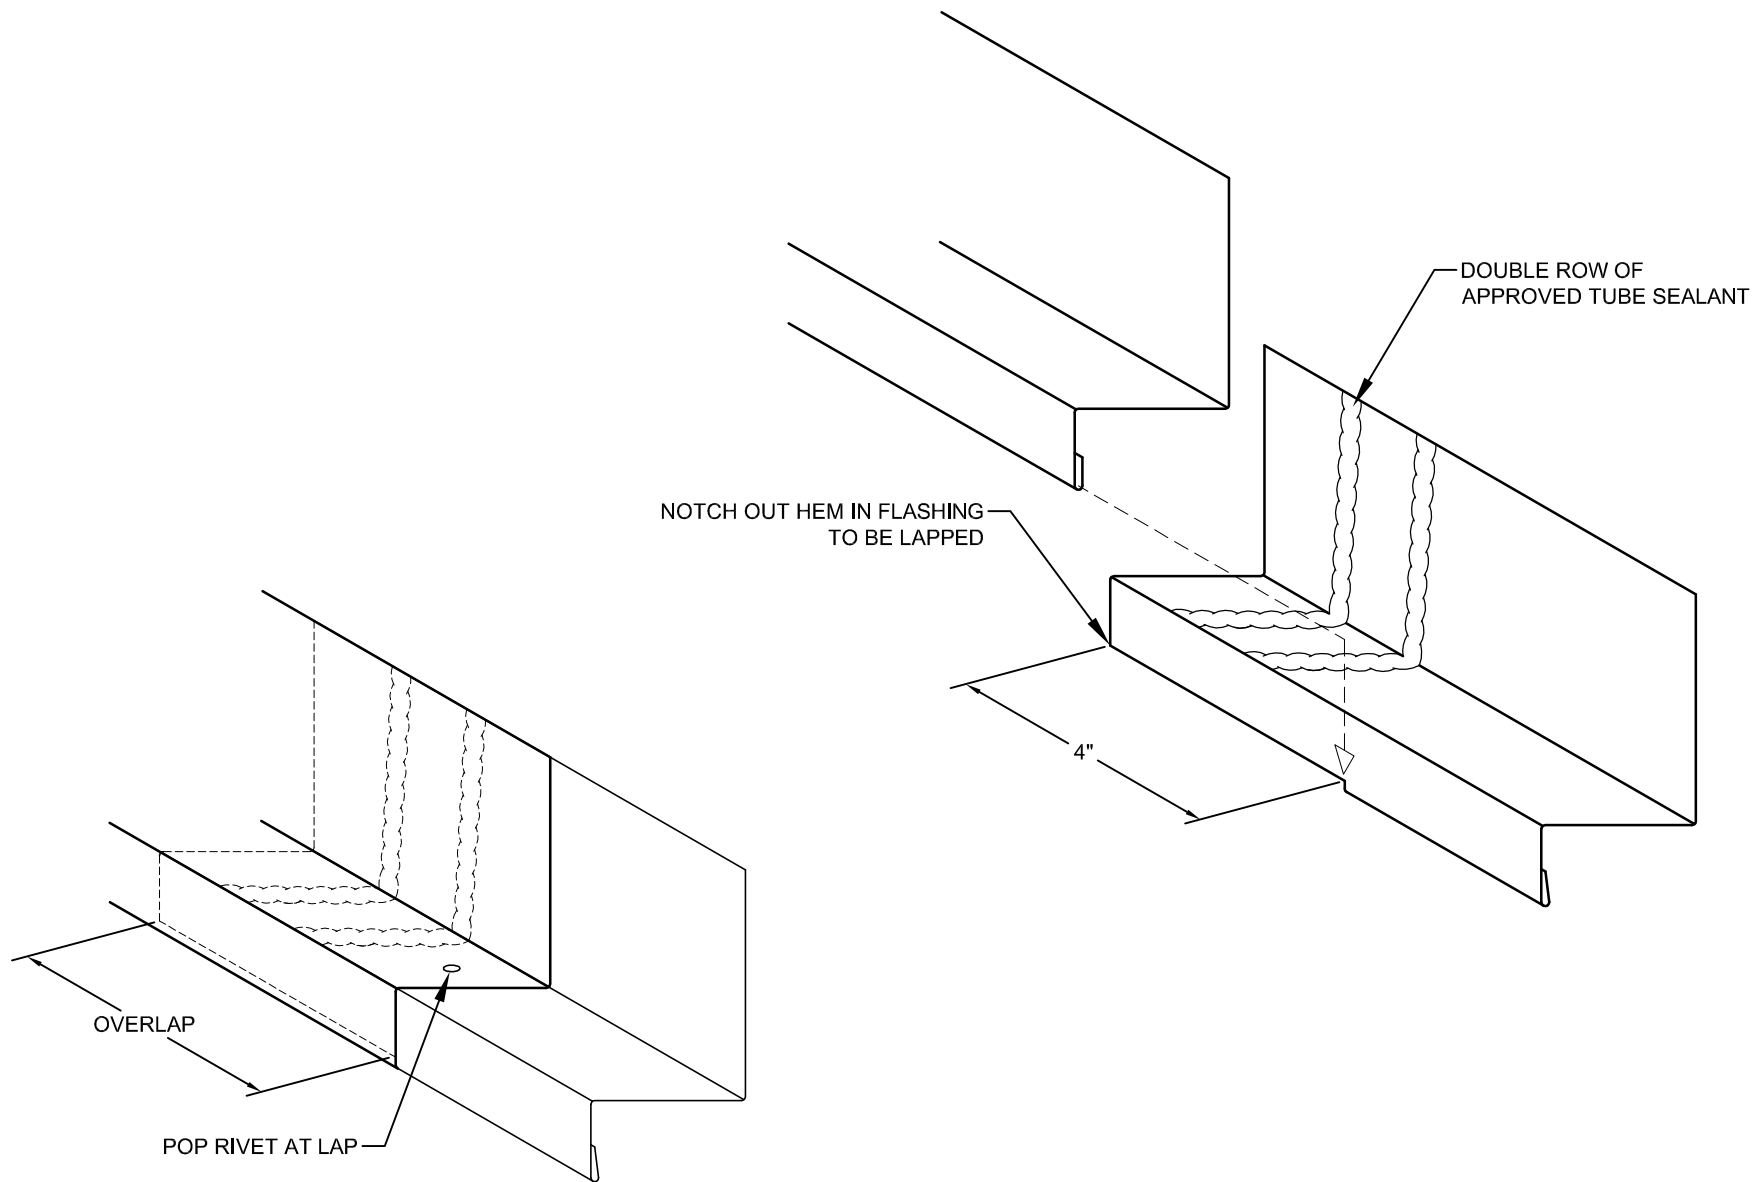 DOUBLE ROW OF
APPROVED TUBE SEALANT
NOTCH OUT HEM IN FLASHING
TO BE LAPPED
4"
OVERLAP
POP RIVET AT LAP